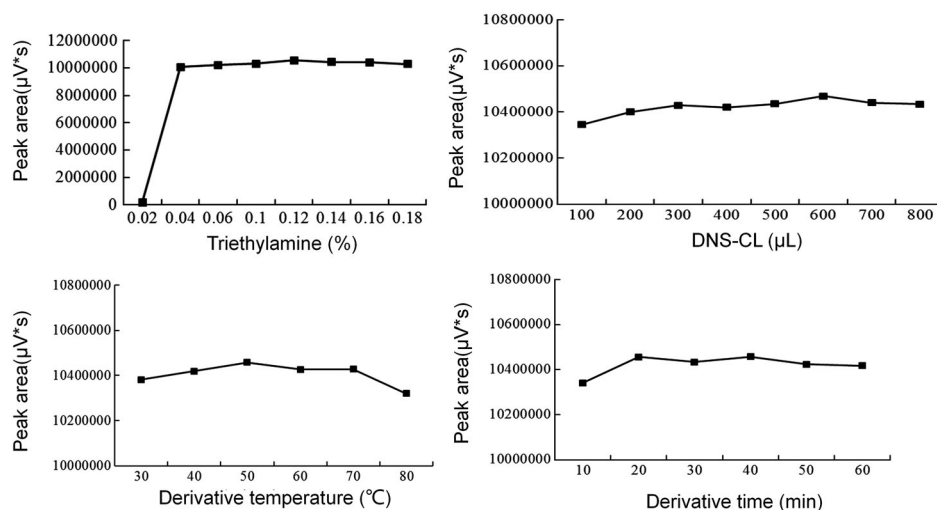 Peak area(μV*s)
12000000
10000000
8000000
6000000
4000000
2000000
0
0.02 0.04 0.06 0.1 0.12 0.14 0.16 0.18
Triethylamine (%)
Peak area(μV*s)
10800000
10600000
10400000
10200000
10000000
100 200 300 400 500 600 700 800
DNS-CL (μL)
Peak area(μV*s)
10800000
10600000
10400000
10200000
10000000
30 40 50 60 70 80
Derivative temperature (℃)
Peak area(μV*s)
10800000
10600000
10400000
10200000
10000000
10 20 30 40 50 60
Derivative time (min)